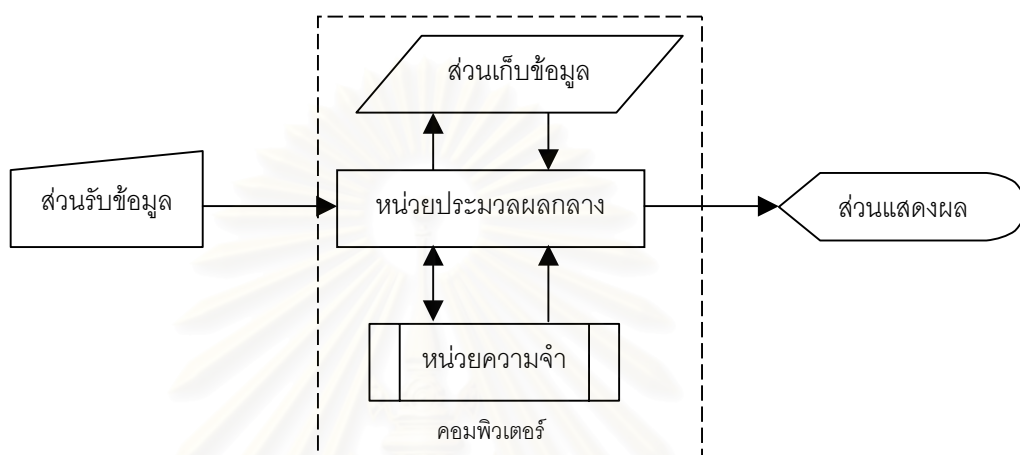 ส่วนเก็บข้อมูล
ส่วนรับข้อมูล
หน่วยประมวลผลกลาง
ส่วนแสดงผล
หน่วยความจำ
คอมพิวเตอร์